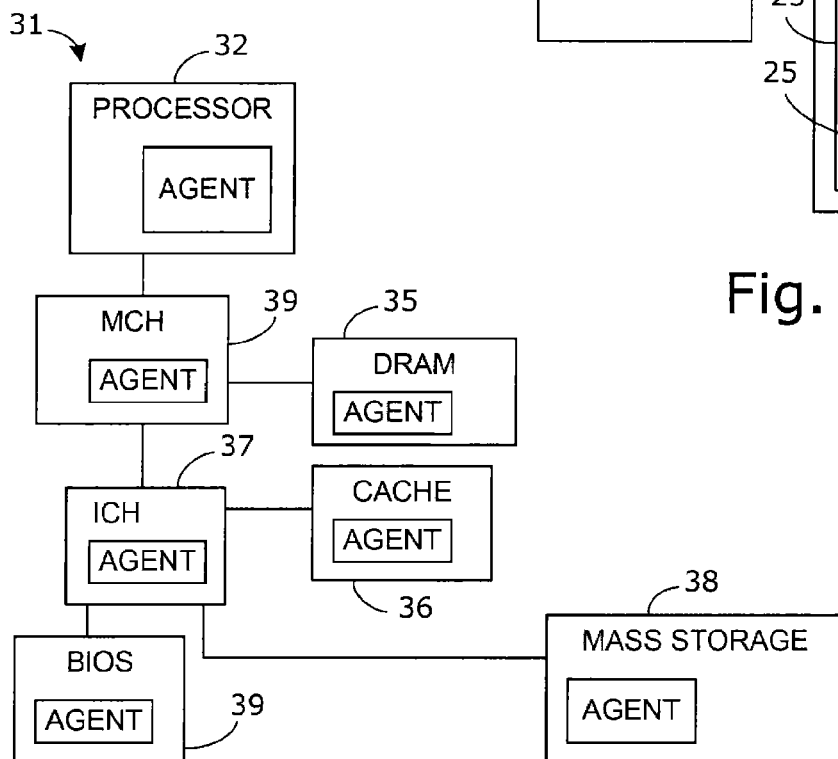 31
32
PROCESSOR
AGENT
23
25
Fig.
MCH
39
AGENT
35
DRAM
AGENT
37
ICH
AGENT
CACHE
AGENT
36
38
MASS STORAGE
AGENT
BIOS
AGENT
39